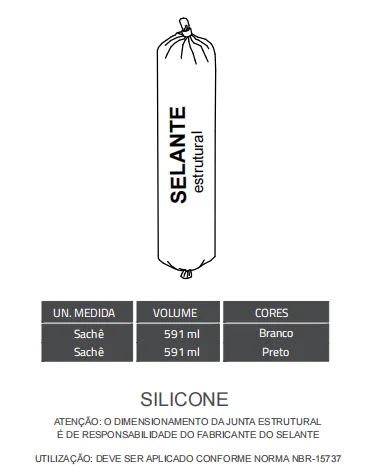 SELANTE
estrutural
UN. MEDIDA VOLUME CORES
Sachê 591 ml Branco
Sachê 591 ml Preto
SILICONE
ATENÇÃO: O DIMENSIONAMENTO DA JUNTA ESTRUTURAL
É DE RESPONSABILIDADE DO FABRICANTE DO SELANTE
UTILIZAÇÃO: DEVE SER APLICADO CONFORME NORMA NBR-15737